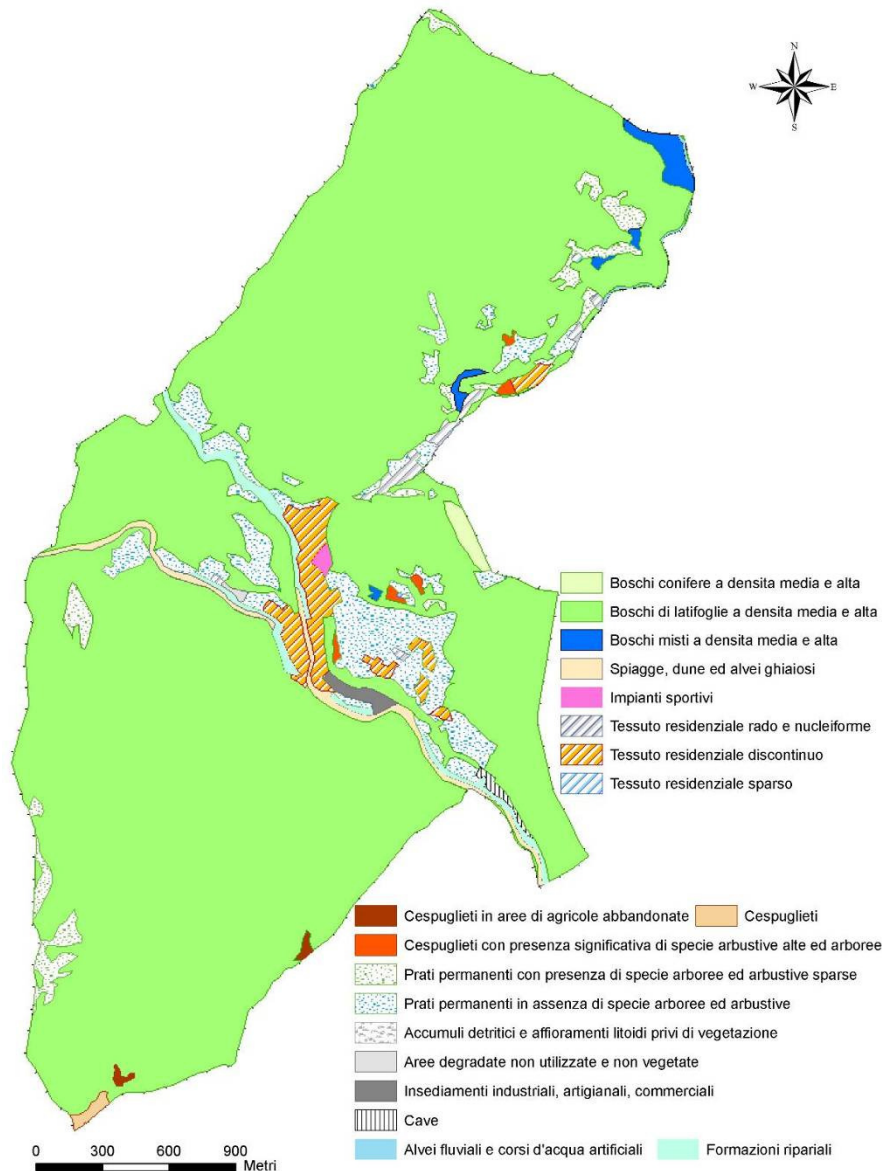 N
W E
S
Boschi conifere a densita media e alta
Boschi di latifoglie a densita media e alta
Boschi misti a densita media e alta
Spiagge, dune ed alvei ghiaiosi
Impianti sportivi
Tessuto residenziale rado e nucleiforme
Tessuto residenziale discontinuo
Tessuto residenziale sparso
Cespuglieti in aree di agricole abbandonate Cespuglieti
Cespuglieti con presenza significativa di specie arbustive alte ed arboree
Prati permanenti con presenza di specie arboree ed arbustive sparse
Prati permanenti in assenza di specie arboree ed arbustive
Accumuli detritici e affioramenti litoidi privi di vegetazione
Aree degradate non utilizzate e non vegetate
Insediamenti industriali, artigianali, commerciali
Cave
Alvei fluviali e corsi d'acqua artificiali Formazioni ripariali
0 300 600 900
Metri